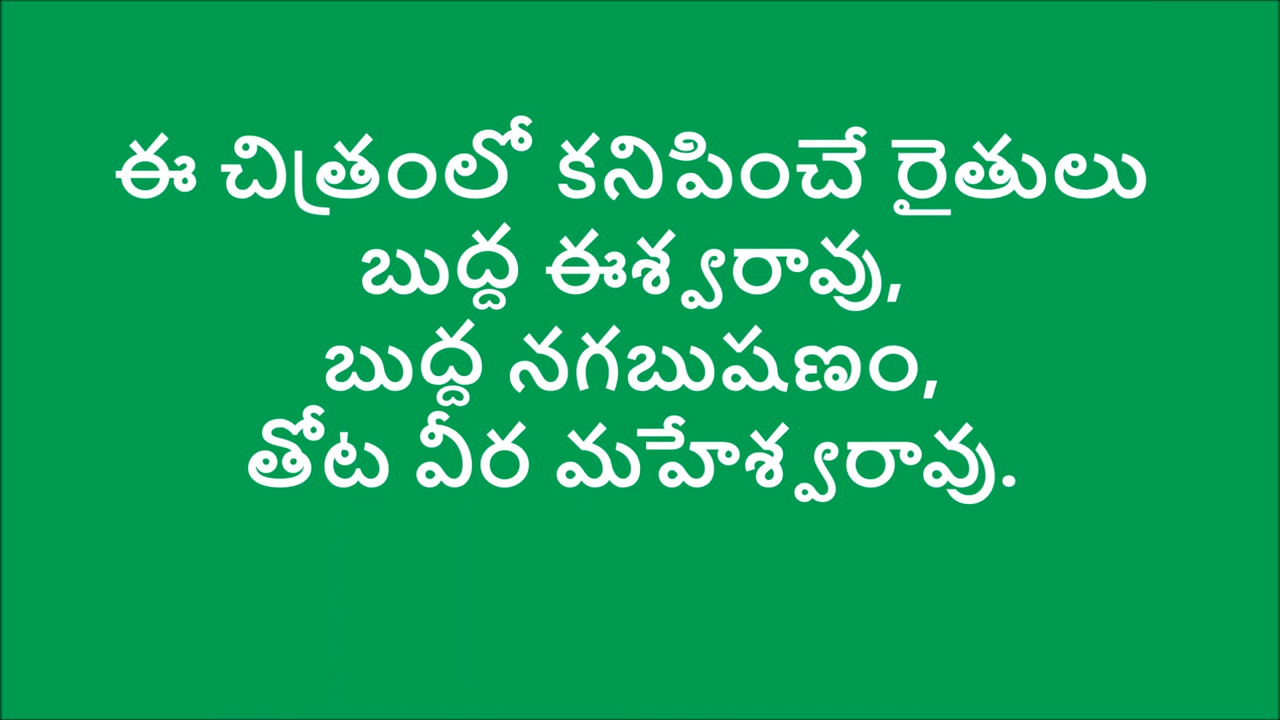 ఈ చిత్రంలో కనిపించే రైతులు
బుద్ద ఈశ్వరావు,
బుద్ద నగబుషణం,
తోట వీర మహేశ్వరావు.